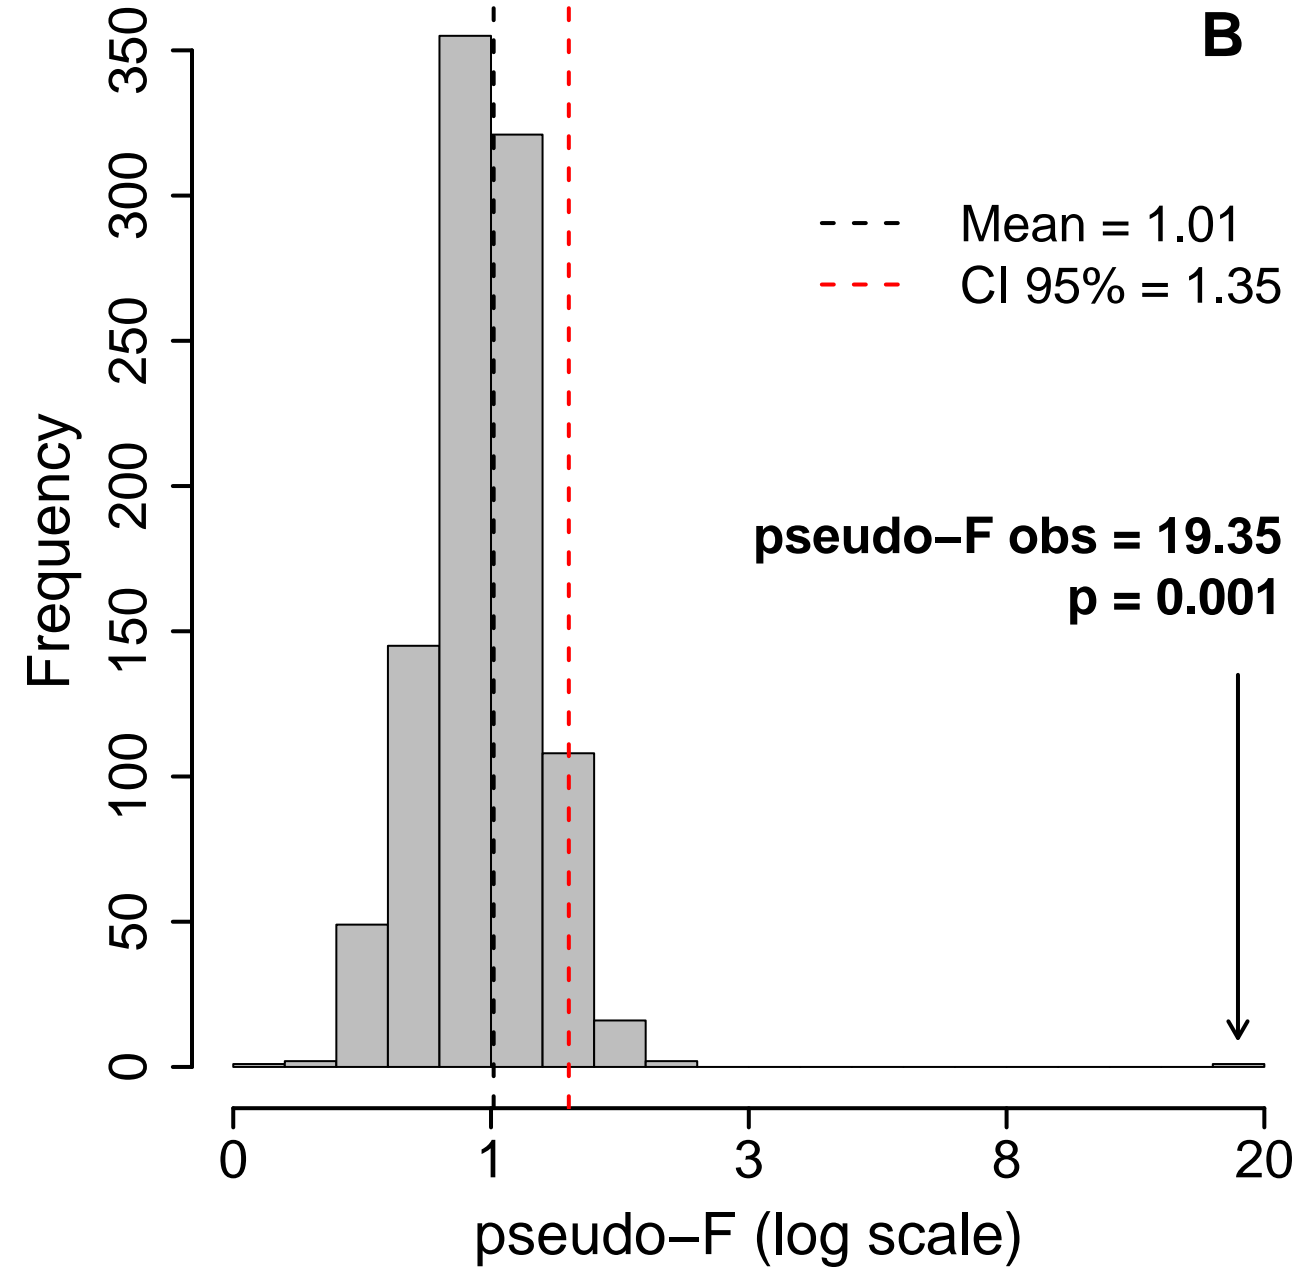 B
350
300
250
200
150
100
50
0
Frequency
Mean = 1.01
CI 95% = 1.35
pseudo−F obs = 19.35
p = 0.001
0 1 3 8 20
pseudo−F (log scale)